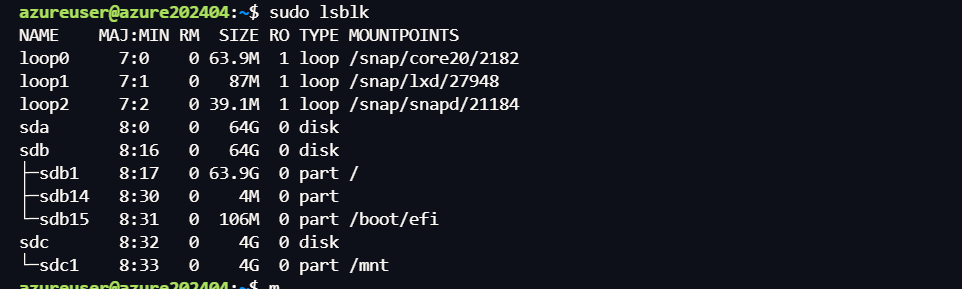 azureuser@azure202404:~$ sudo lsblk
NAME    MAJ:MIN RM  SIZE RO TYPE MOUNTPOINTS
loop0     7:0    0 63.9M  1 loop /snap/core20/2182
loop1     7:1    0   87M  1 loop /snap/lxd/27948
loop2     7:2    0 39.1M  1 loop /snap/snapd/21184
sda       8:0    0   64G  0 disk
sdb       8:16   0   64G  0 disk
├─sdb1    8:17   0 63.9G  0 part /
├─sdb14   8:30   0    4M  0 part
└─sdb15   8:31   0  106M  0 part /boot/efi
sdc       8:32   0    4G  0 disk
└─sdc1    8:33   0    4G  0 part /mnt
azureuser@azure202404:~$ m